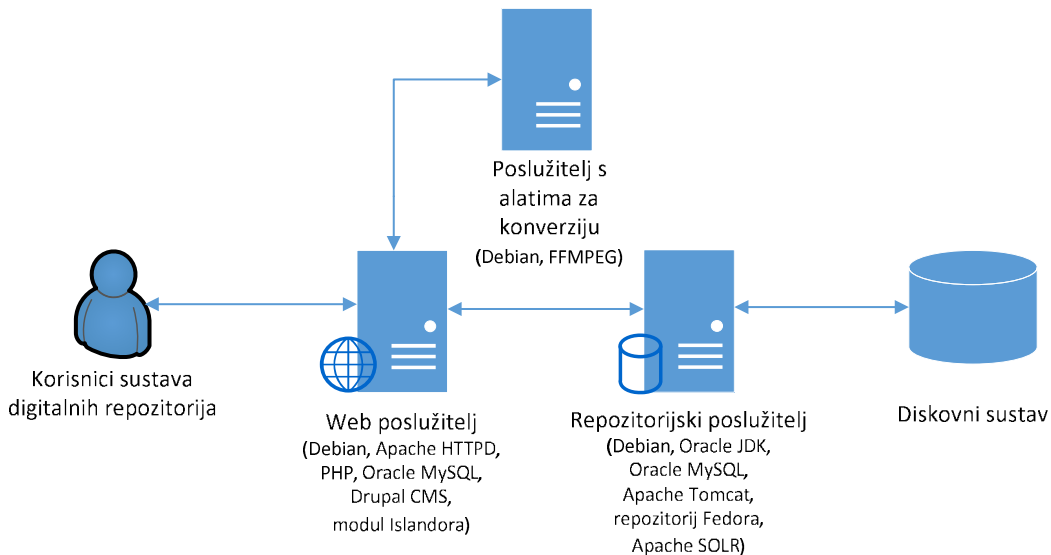 Poslužitelj s
alatima za
konverziju
(Debian, FFMPEG)
Korisnici sustava
digitalnih repozitorija
Web poslužitelj
(Debian, Apache HTTPD,
PHP, Oracle MySQL,
Drupal CMS,
modul Islandora)
Repozitorijski poslužitelj
(Debian, Oracle JDK,
Oracle MySQL,
Apache Tomcat,
repozitorij Fedora,
Apache SOLR)
Diskovni sustav